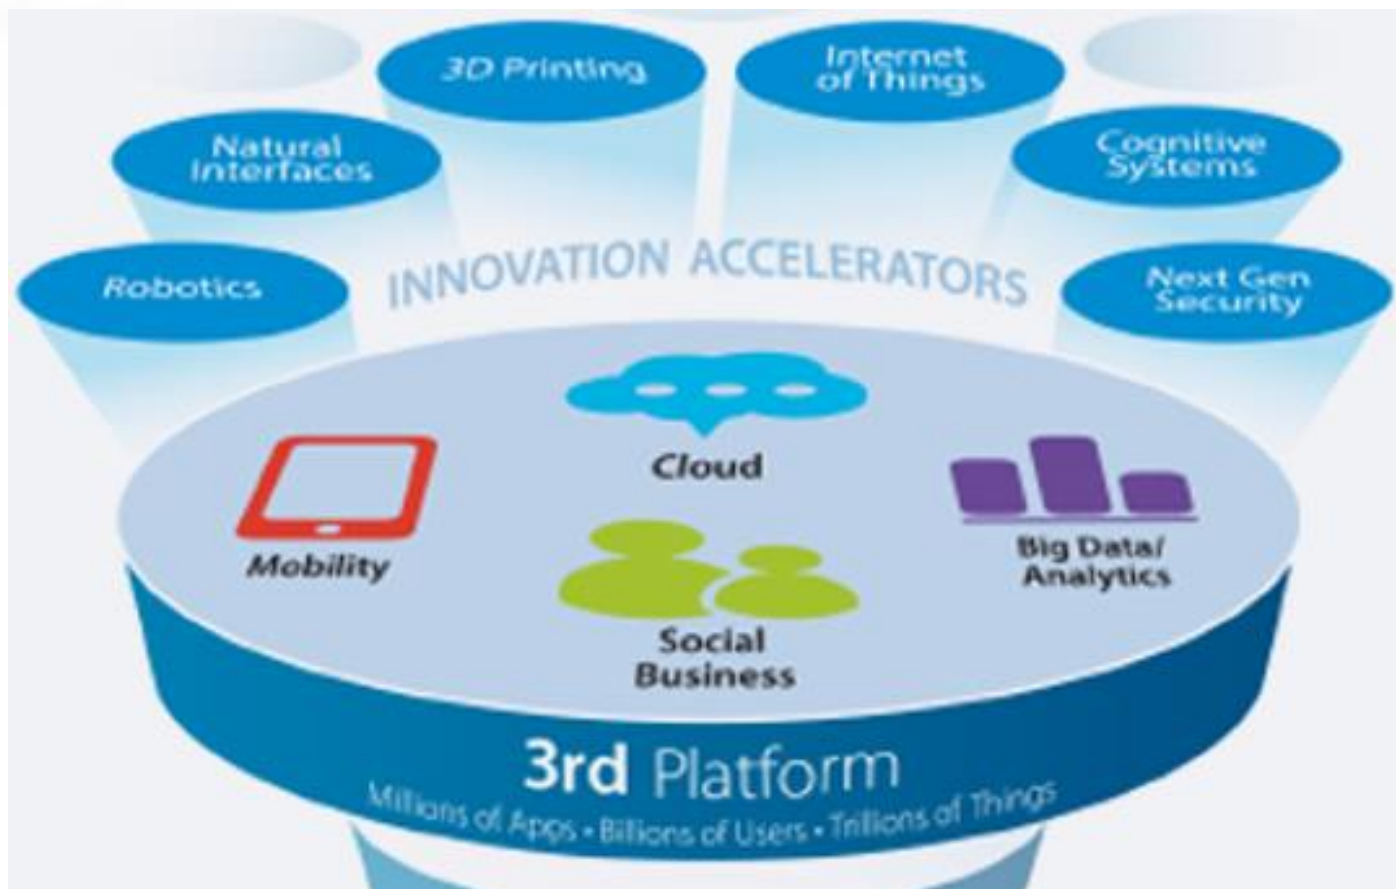 3D Printing
Internet
of Things
Natural
Interfaces
Cognitive
Systems
Robotics
INNOVATION ACCELERATORS
Next Gen
Security
Cloud
Mobility
Big Data/
Analytics
Social
Business
3rd Platform
Millions of Apps • Billions of Users • Trillions of Things